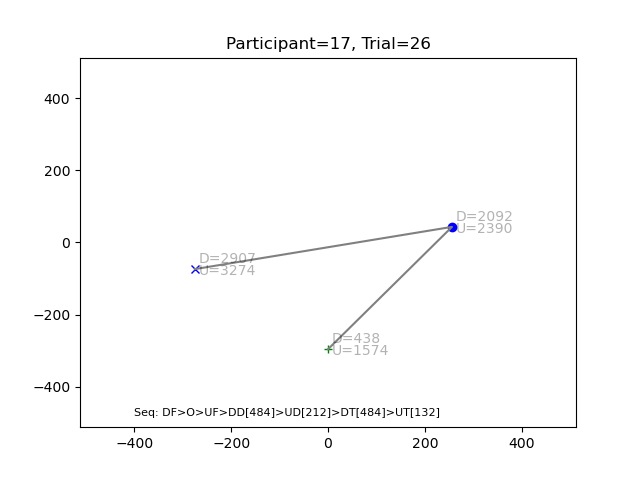 Participant=17, Trial=26
400
200
0
−200
−400
D=2092
U=2390
D=2907
U=3274
D=438
U=1574
Seq: DF>O>UF>DD[484]>UD[212]>DT[484]>UT[132]
−400 −200 0 200 400